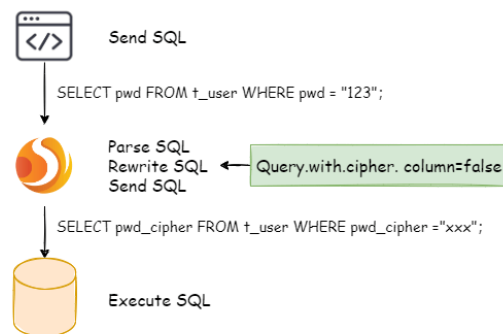 Send SQL
SELECT pwd FROM t_user WHERE pwd = "123";
Parse SQL
Rewrite SQL
Send SQL
Query.with.cipher. column=false
SELECT pwd_cipher FROM t_user WHERE pwd_cipher ="xxx";
Execute SQL